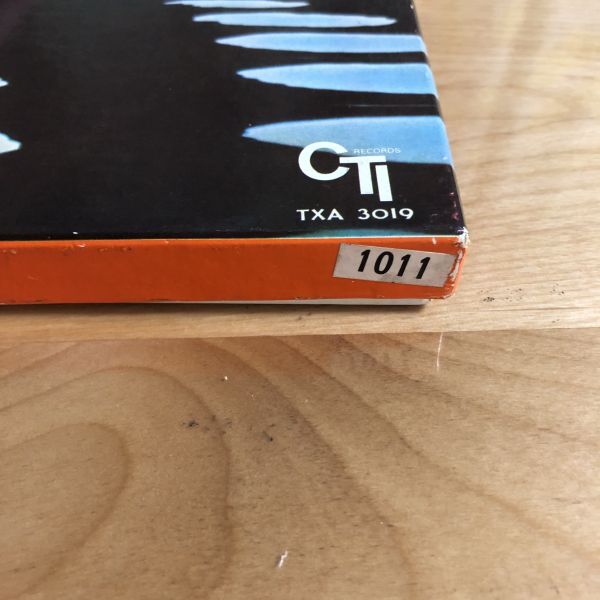 CTI RECORDS
TXA 3019
1011